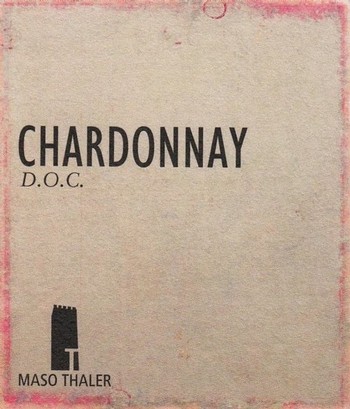 CHARDONNAY
D.O.C.
T
MASO THALER